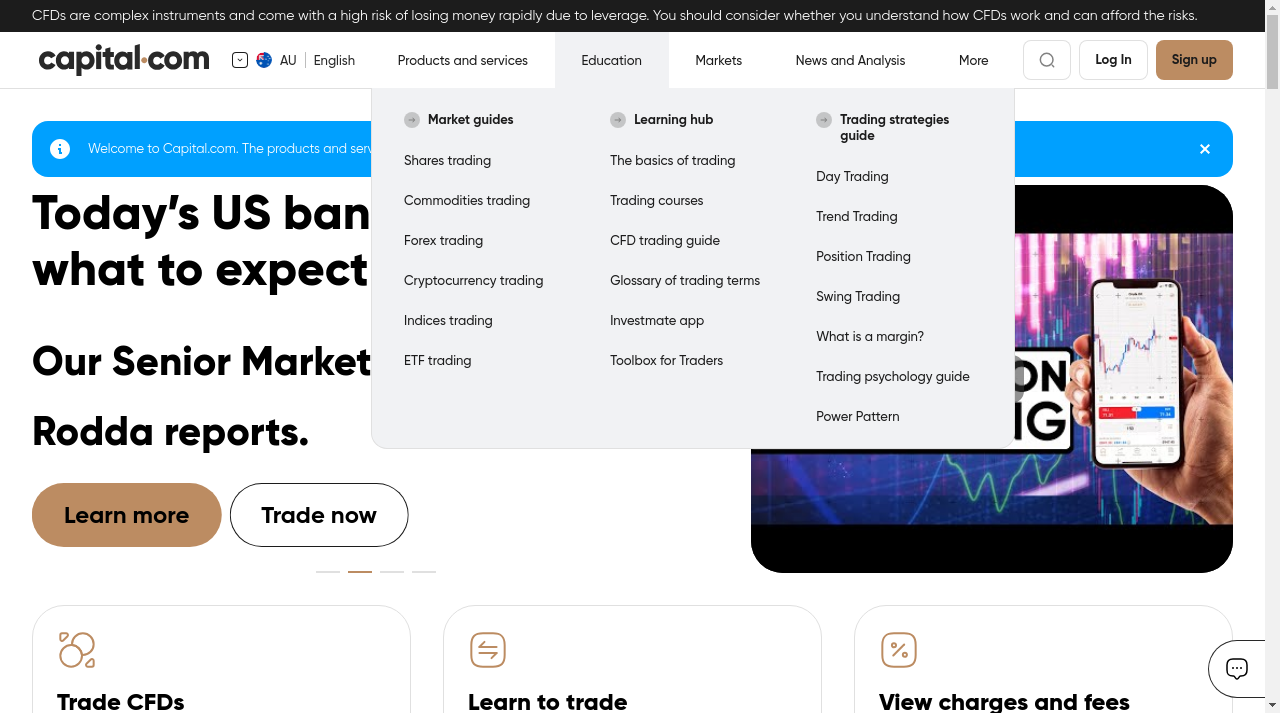 CFDs are complex instruments and come with a high risk of losing money rapidly due to leverage. You should consider whether you understand how CFDs work and can afford the risk.
capital.com
AU
English
Products and services
Education
Markets
News and Analysis
More
Log In
Sign up
Market guides
Shares trading
Commodities trading
Forex trading
Cryptocurrency trading
Indices trading
ETF trading
Learning hub
The basics of trading
Trading courses
CFD trading guide
Glossary of trading terms
Investmate app
Toolbox for Traders
Trading strategies
guide
Day Trading
Trend Trading
Position Trading
Swing Trading
What is a margin?
Trading psychology guide
Power Pattern
Welcome to Capital.com. The products and serv
Today’s US ban
what to expect
Our Senior Market
Rodda reports.
Learn more
Trade now
Trade CFDs
Learn to trade
View charges and fees